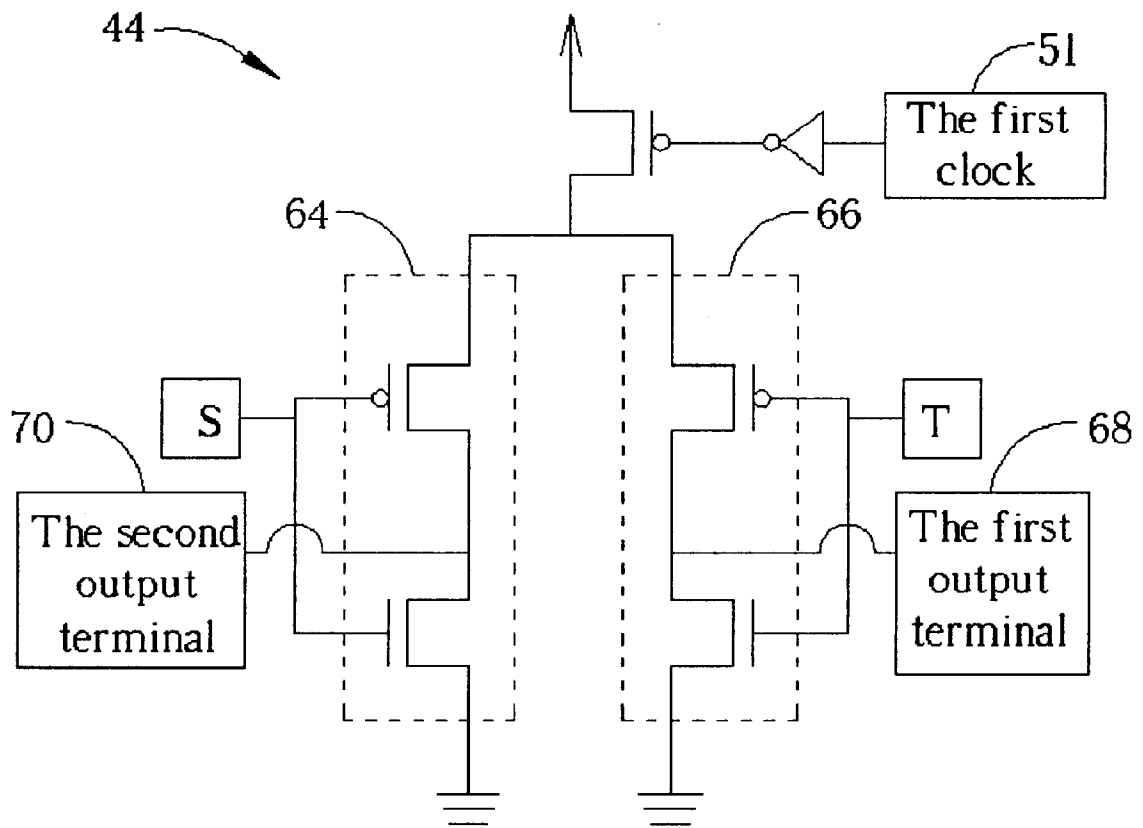 44
51
The first
clock
64
66
S
T
70
68
The second
output
terminal
The first
output
terminal